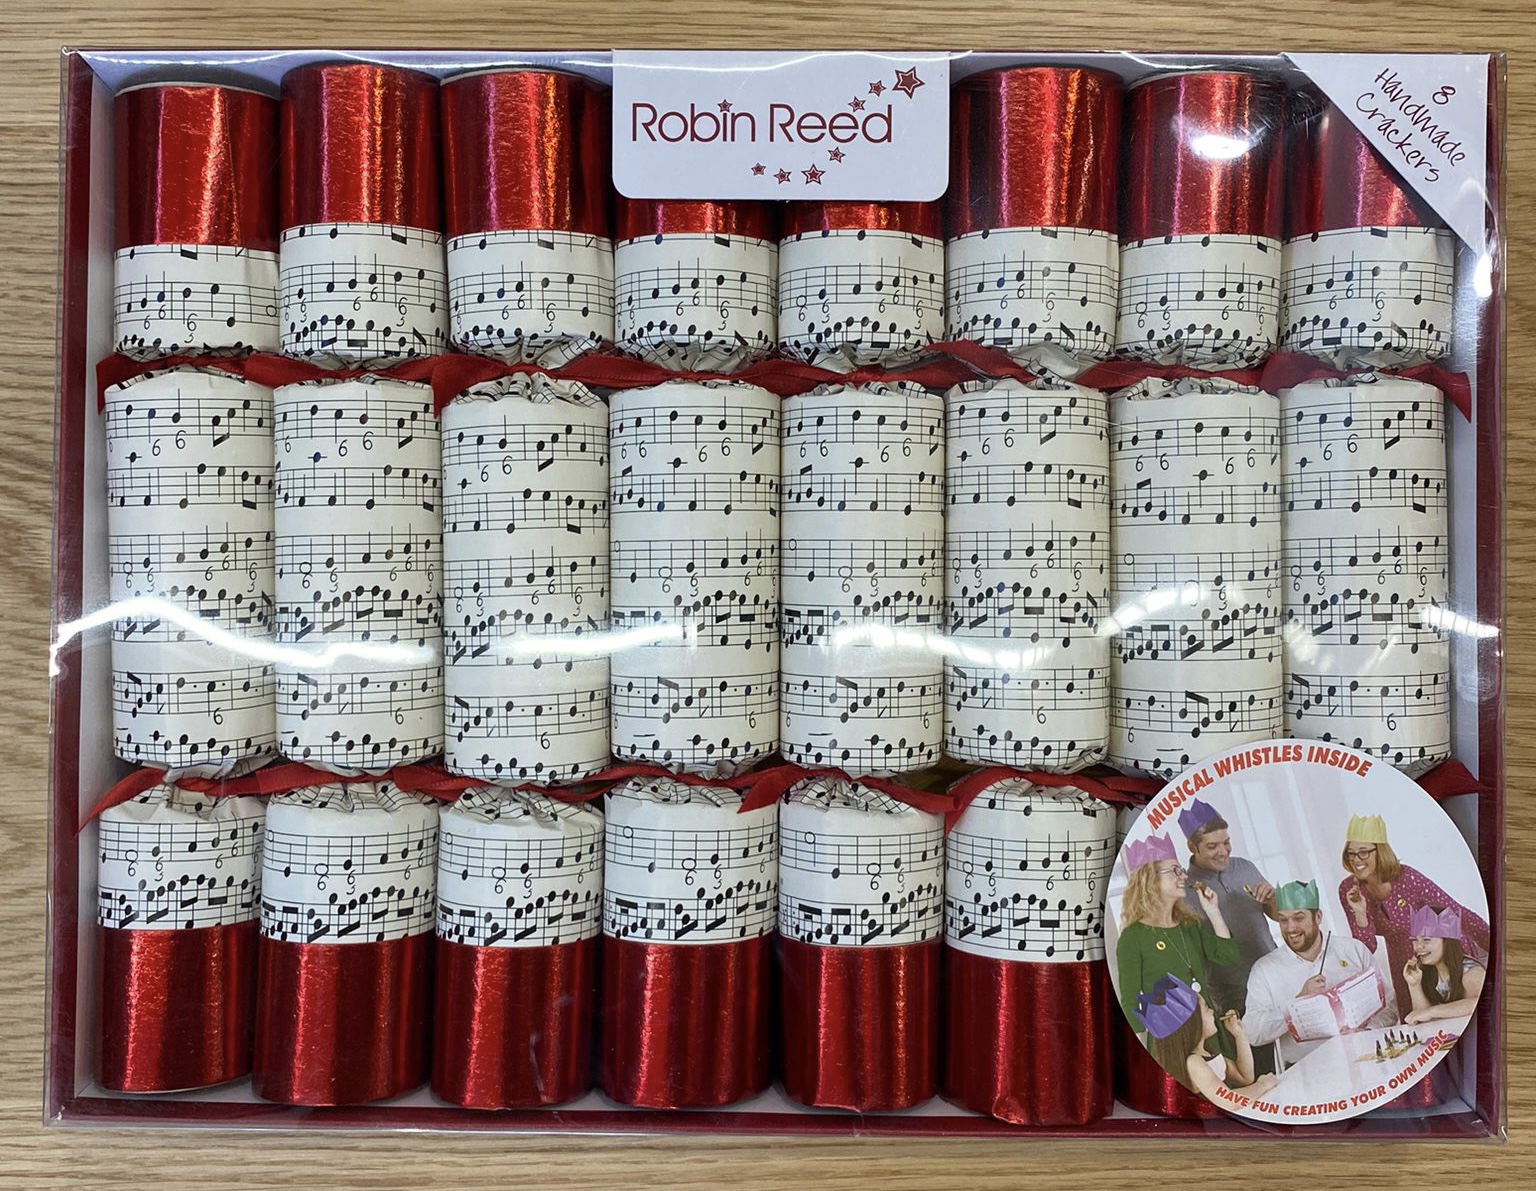 Robin Reed
8
Handmade
Crackers
MUSICAL WHISTLES INSIDE
HAVE FUN CREATING YOUR OWN MUSIC